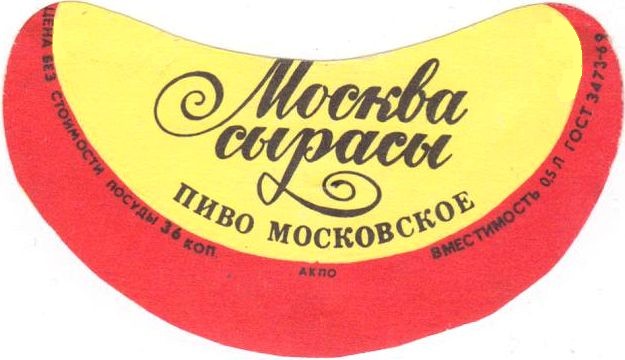 Москва
сырасы
ПИВО МОСКОВСКОЕ
ЦЕНА БЕЗ СТОИМОСТИ ПОСУДЫ 36 КОП.
АКПО
ВМЕСТИМОСТЬ 0,5 Л ГОСТ 3473-69